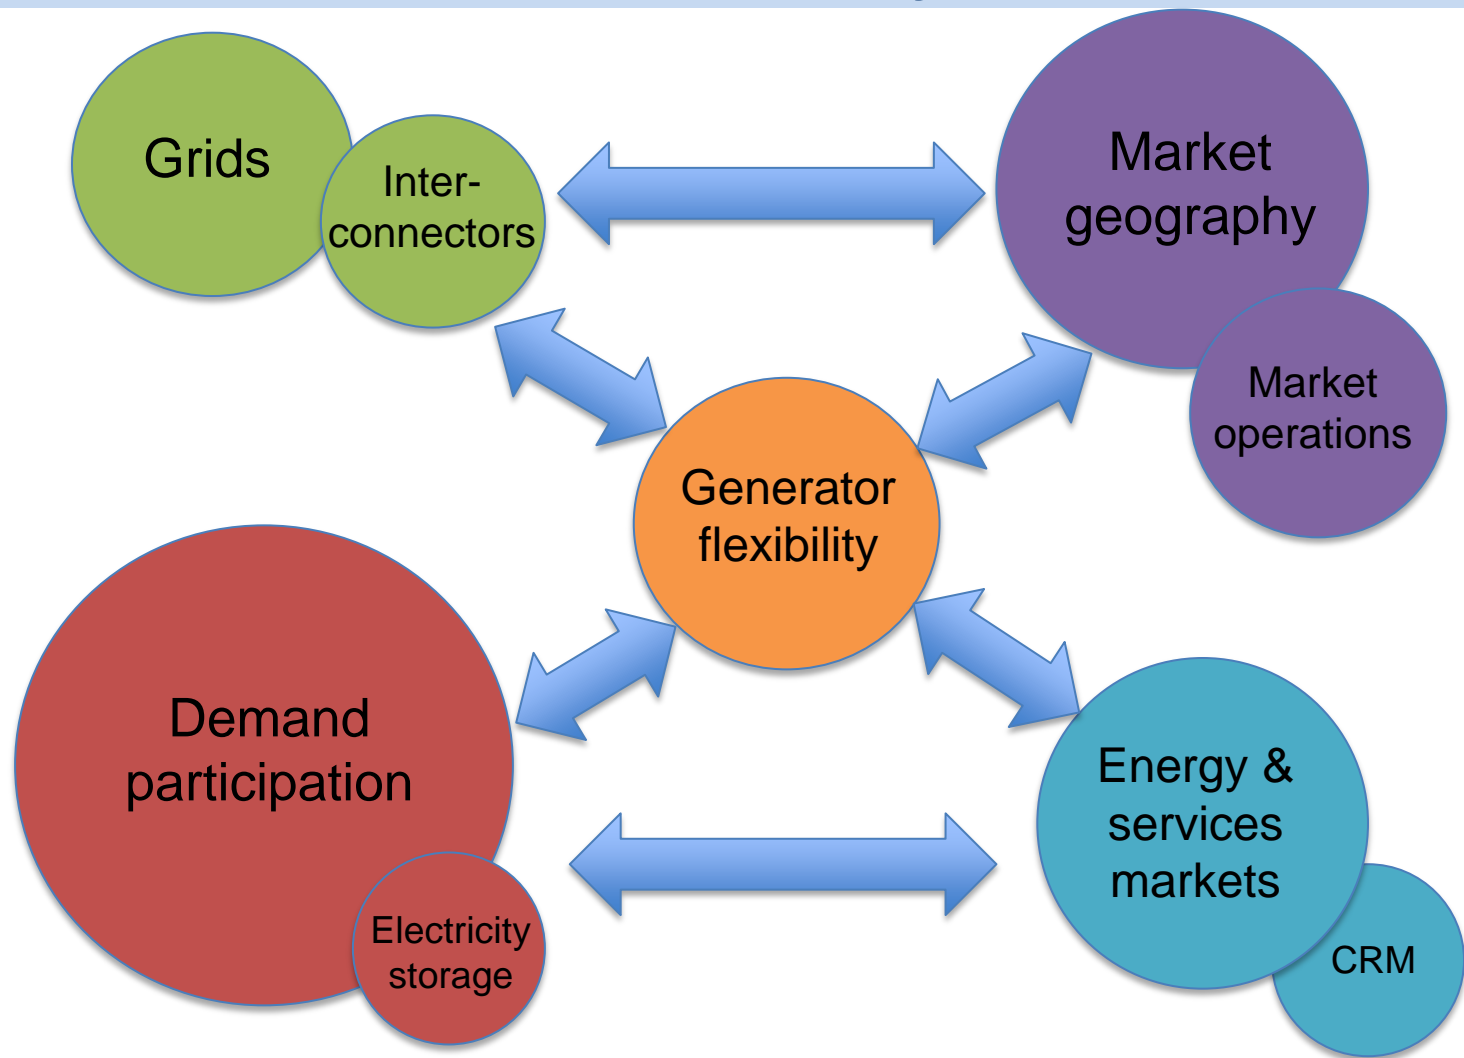 Grids
Inter-
connectors
Market
geography
Market
operations
Generator
flexibility
Demand
participation
Electricity
storage
Energy &
services
markets
CRM